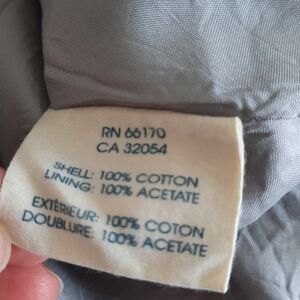 RN 66170
CA 32054
SHELL: 100% COTTON
LINING: 100% ACETATE
EXTÉRIEUR: 100% COTON
DOUBLURE: 100% ACETATE